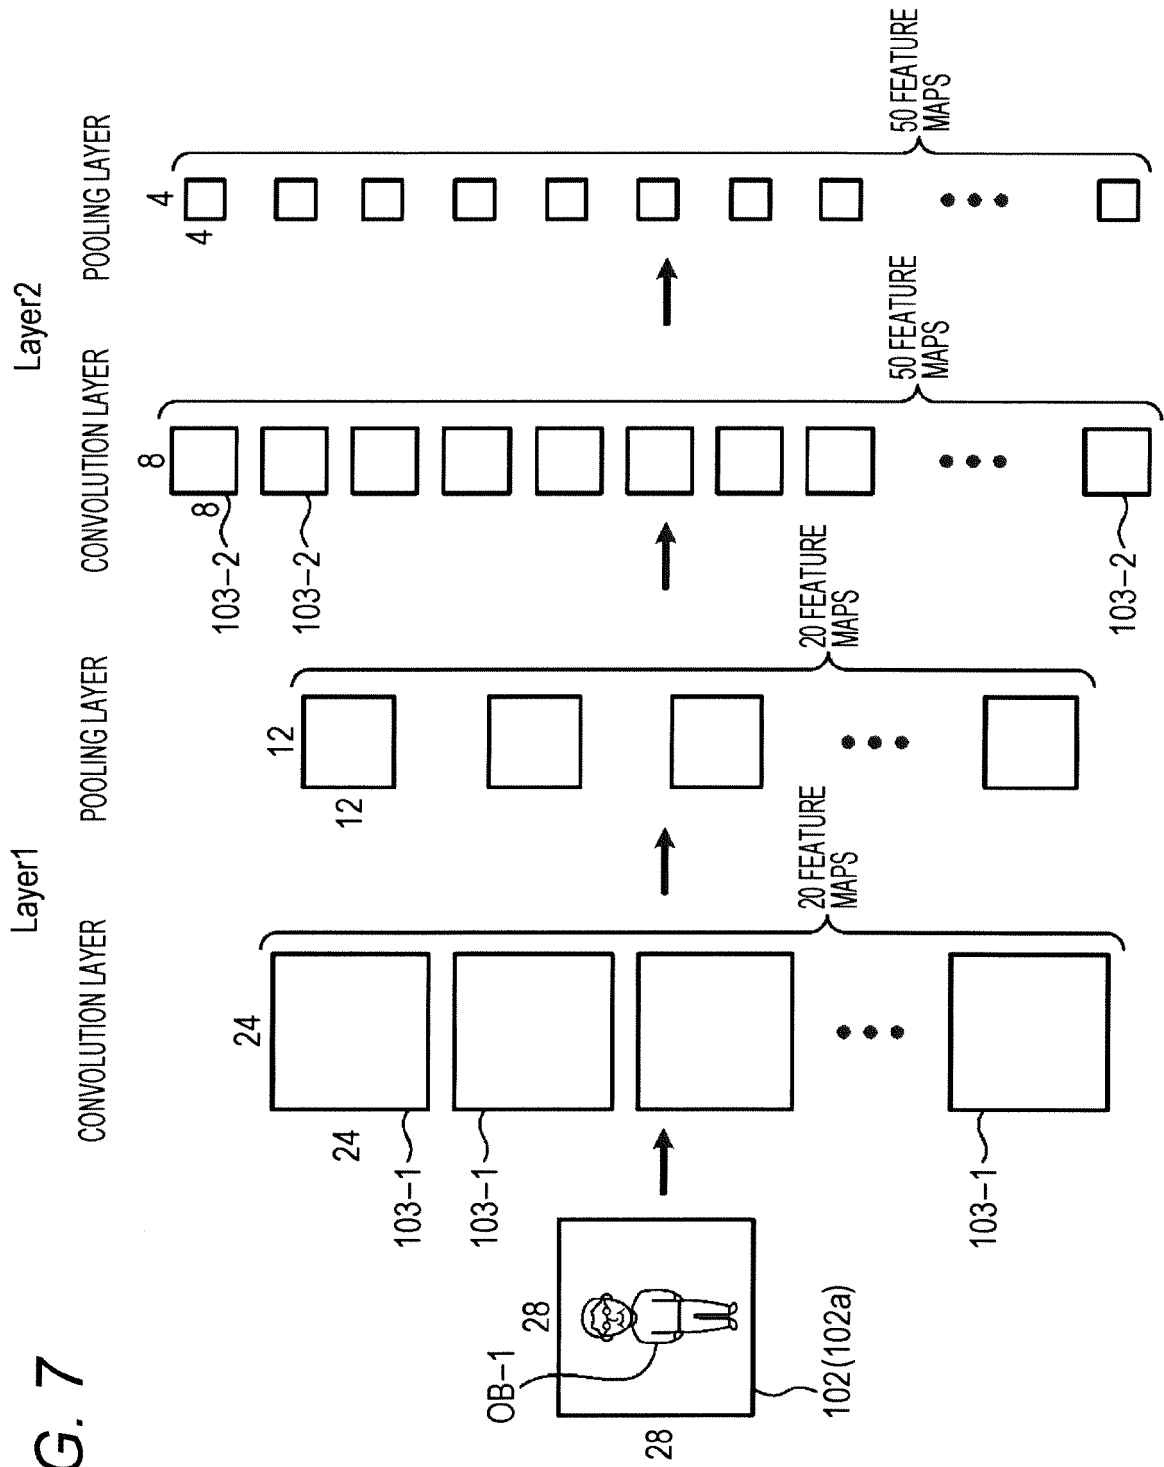 G. 7
Layer1
Layer2
CONVOLUTION LAYER
POOLING LAYER
CONVOLUTION LAYER
POOLING LAYER
28
28
OB-1
102 (102a)
24
24
103-1
103-1
103-1
20 FEATURE
MAPS
12
12
20 FEATURE
MAPS
8
8
103-2
103-2
103-2
50 FEATURE
MAPS
4
4
50 FEATURE
MAPS